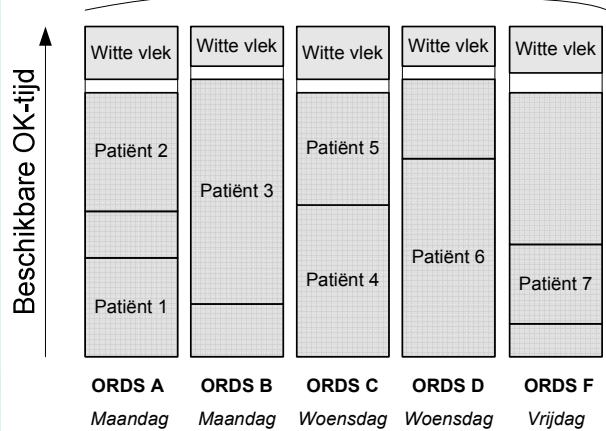 Beschikbare OK-tijd
Witte vlek
Witte vlek
Witte vlek
Witte vlek
Witte vlek
Patiënt 2
Patiënt 1
Patiënt 3
Patiënt 5
Patiënt 4
Patiënt 6
Patiënt 7
ORDS A
ORDS B
ORDS C
ORDS D
ORDS F
Maandag
Maandag
Woensdag
Woensdag
Vrijdag